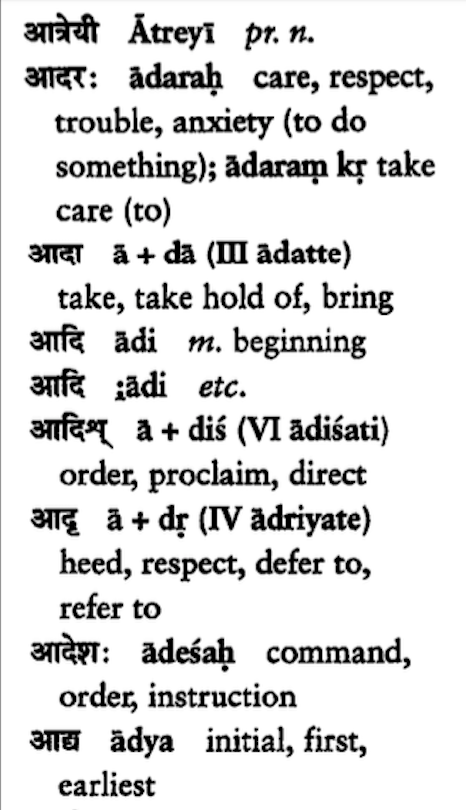 आत्रेयी Ātreyī pr. n.
आदरः ādaraḥ care, respect,
trouble, anxiety (to do
something); ādaraṃ kṛ take
care (to)
आदा ā + dā (III ādatte)
take, take hold of, bring
आदि ādi m. beginning
आदि ;ādi etc.
आदिश् ā + diś (VI ādiśati)
order, proclaim, direct
आदृ ā + dṛ (IV ādriyate)
heed, respect, defer to,
refer to
आदेशः ādeśaḥ command,
order, instruction
आद्य ādya initial, first,
earliest